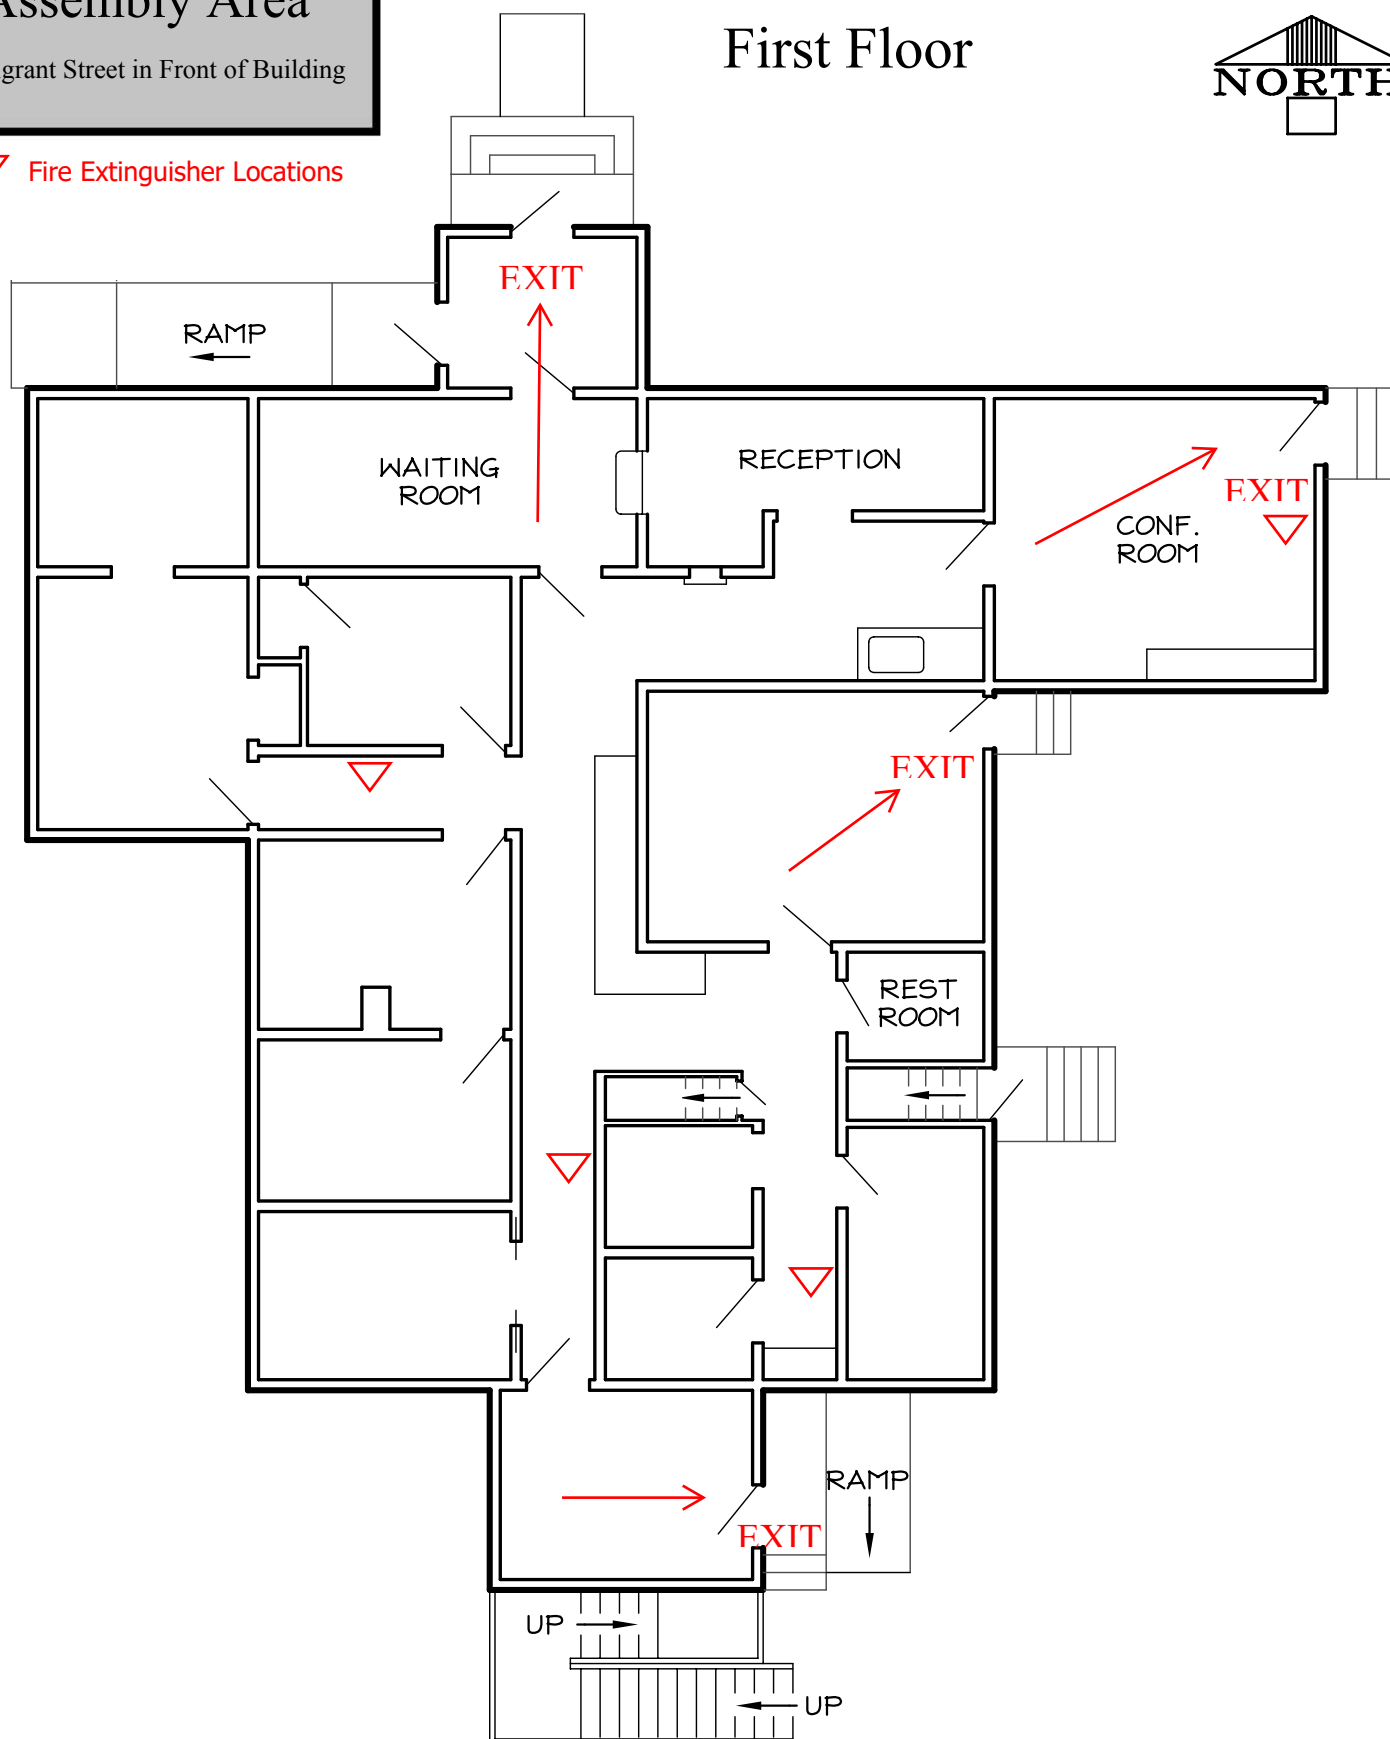 Assembly Area
grant Street in Front of Building
First Floor
NORTH
Fire Extinguisher Locations
EXIT
RAMP
WAITING
ROOM
RECEPTION
EXIT
CONF.
ROOM
EXIT
REST
ROOM
RAMP
EXIT
UP
UP